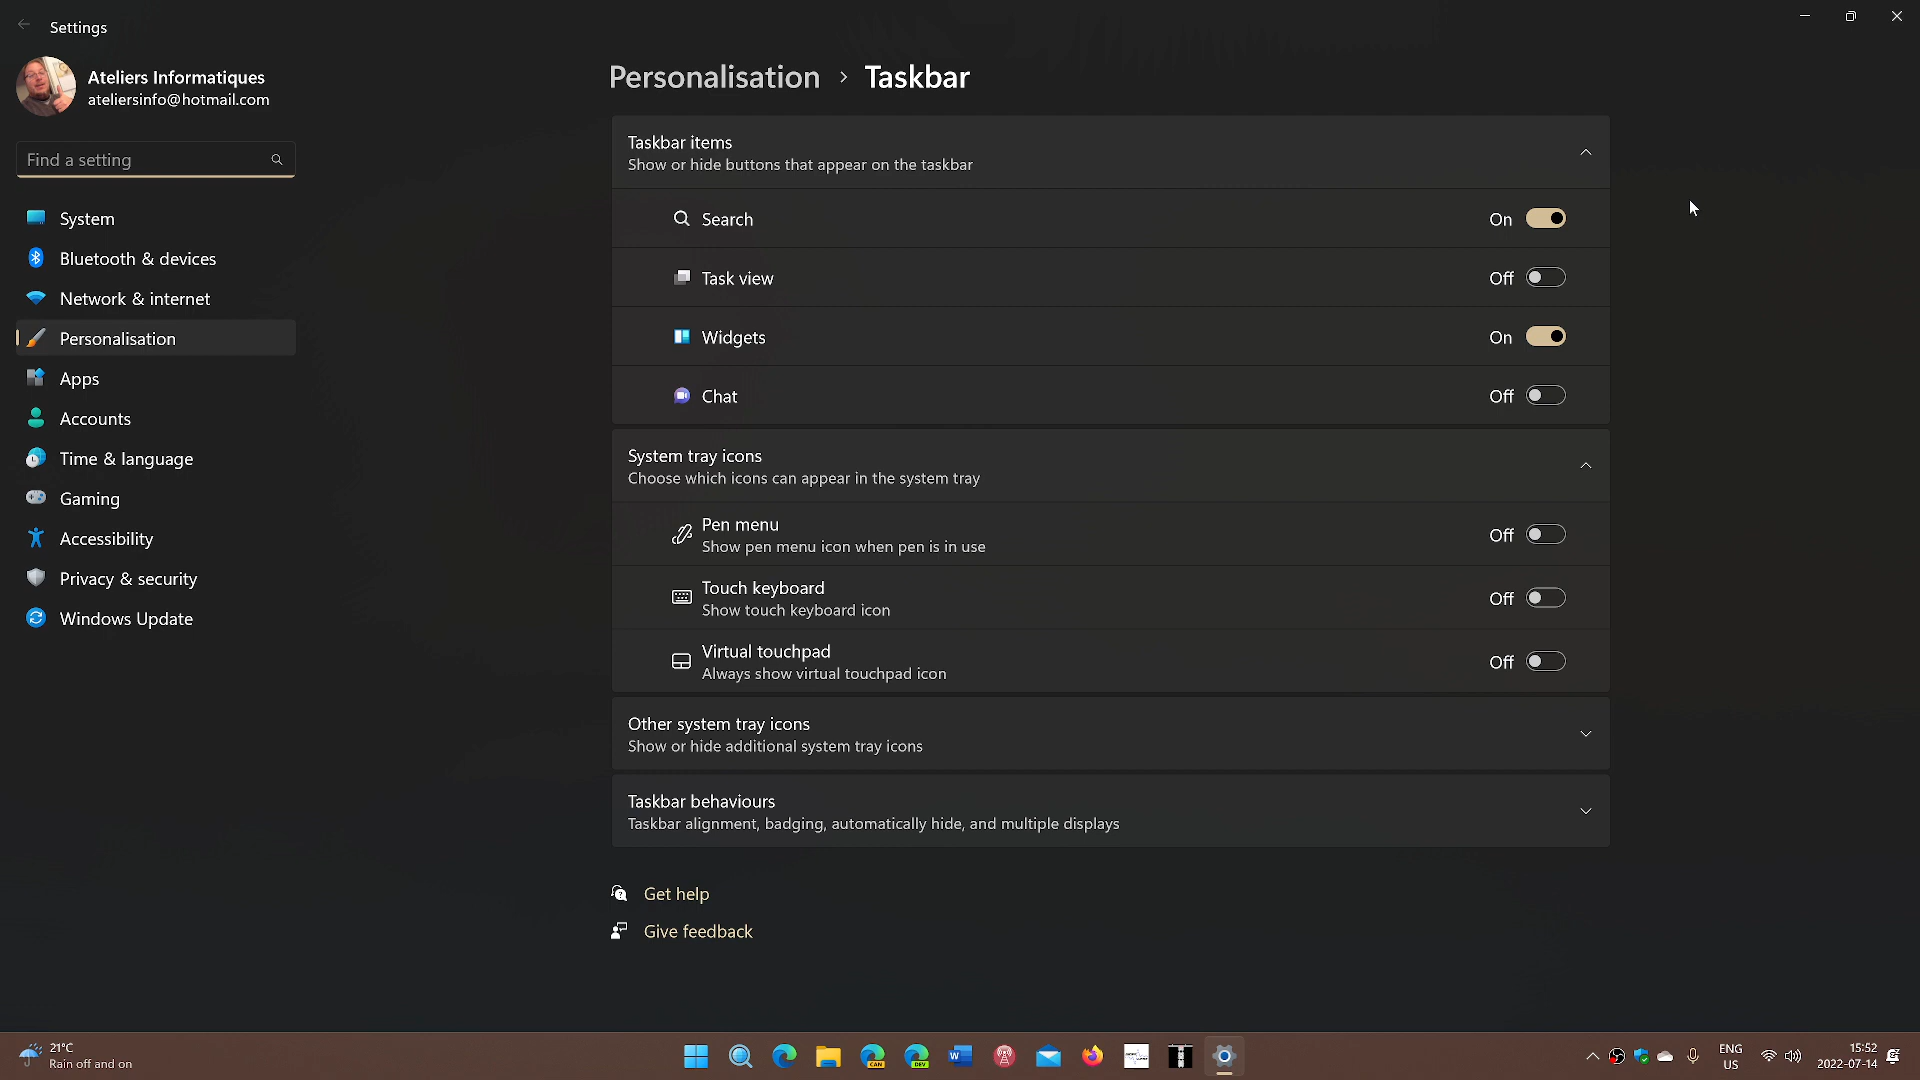 Settings
Ateliers Informatiques
ateliersinfo@hotmail.com
Find a setting
System
Bluetooth & devices
Network & internet
Personalisation
Apps
Accounts
Time & language
Gaming
Accessibility
Privacy & security
Windows Update
Personalisation › Taskbar
Taskbar items
Show or hide buttons that appear on the taskbar
Search On
Task view Off
Widgets On
Chat Off
System tray icons
Choose which icons can appear in the system tray
Pen menu
Show pen menu icon when pen is in use
Off
Touch keyboard
Show touch keyboard icon
Off
Virtual touchpad
Always show virtual touchpad icon
Off
Other system tray icons
Show or hide additional system tray icons
Taskbar behaviours
Taskbar alignment, badging, automatically hide, and multiple displays
Get help
Give feedback
21°C
Rain off and on
CAN
DEV
ENG
US
15:52
2022-07-14